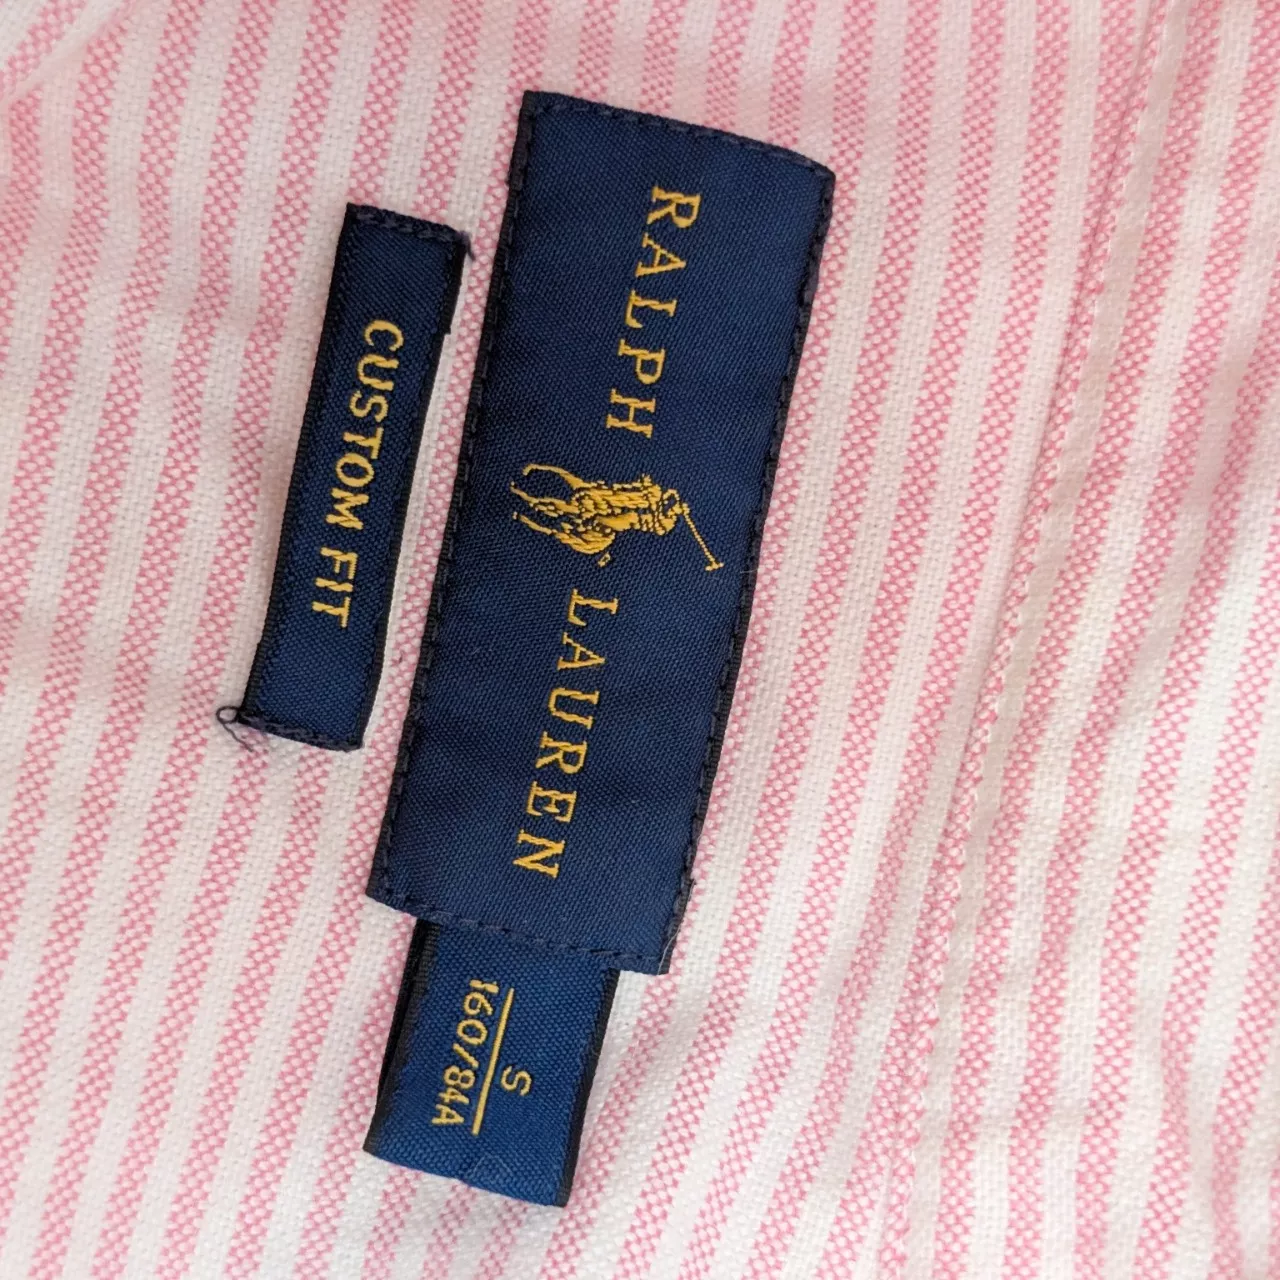 RALPH LAUREN
CUSTOM FIT
S
160/84A